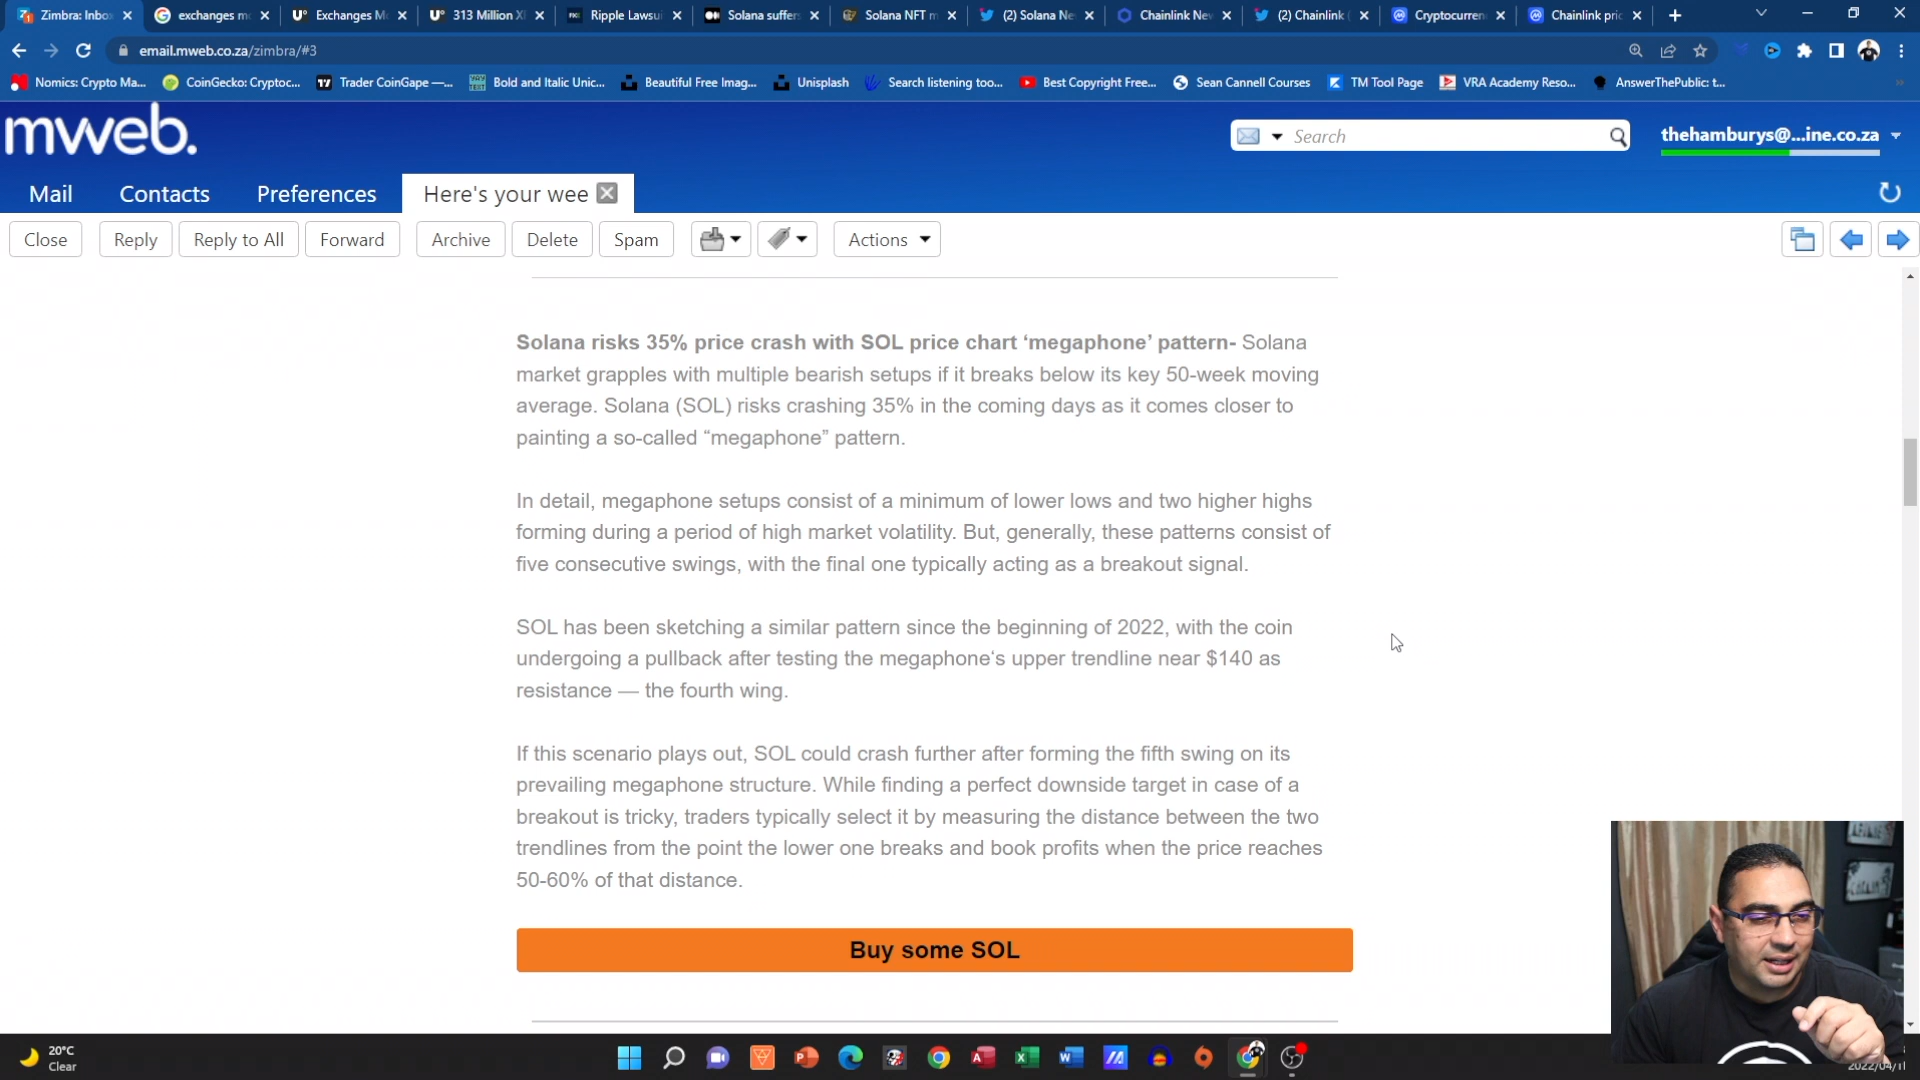 Zimbra: Inbo
exchanges m
Exchanges M
313 Million X
Ripple Lawsu
Solana suffer
Solana NFT m
(2) Solana Ne
Chainlink Nev
(2) Chainlink (
Cryptocurren
Chainlink pric
email.mweb.co.za/zimbra/#3
Nomics: Crypto Ma...
CoinGecko: Cryptoc...
Trader CoinGape —...
Bold and Italic Unic...
Beautiful Free Imag...
Unisplash
Search listening too...
Best Copyright Free...
Sean Cannell Courses
TM Tool Page
VRA Academy Reso...
AnswerThePublic: t...
mweb.
Search
thehamburys@...ine.co.za
Mail
Contacts
Preferences
Here's your wee
Close
Reply
Reply to All
Forward
Archive
Delete
Spam
Actions
Solana risks 35% price crash with SOL price chart ‘megaphone’ pattern- Solana
market grapples with multiple bearish setups if it breaks below its key 50-week moving
average. Solana (SOL) risks crashing 35% in the coming days as it comes closer to
painting a so-called “megaphone” pattern.
In detail, megaphone setups consist of a minimum of lower lows and two higher highs
forming during a period of high market volatility. But, generally, these patterns consist of
five consecutive swings, with the final one typically acting as a breakout signal.
SOL has been sketching a similar pattern since the beginning of 2022, with the coin
undergoing a pullback after testing the megaphone‘s upper trendline near $140 as
resistance — the fourth wing.
If this scenario plays out, SOL could crash further after forming the fifth swing on its
prevailing megaphone structure. While finding a perfect downside target in case of a
breakout is tricky, traders typically select it by measuring the distance between the two
trendlines from the point the lower one breaks and book profits when the price reaches
50-60% of that distance.
Buy some SOL
20°C
Clear